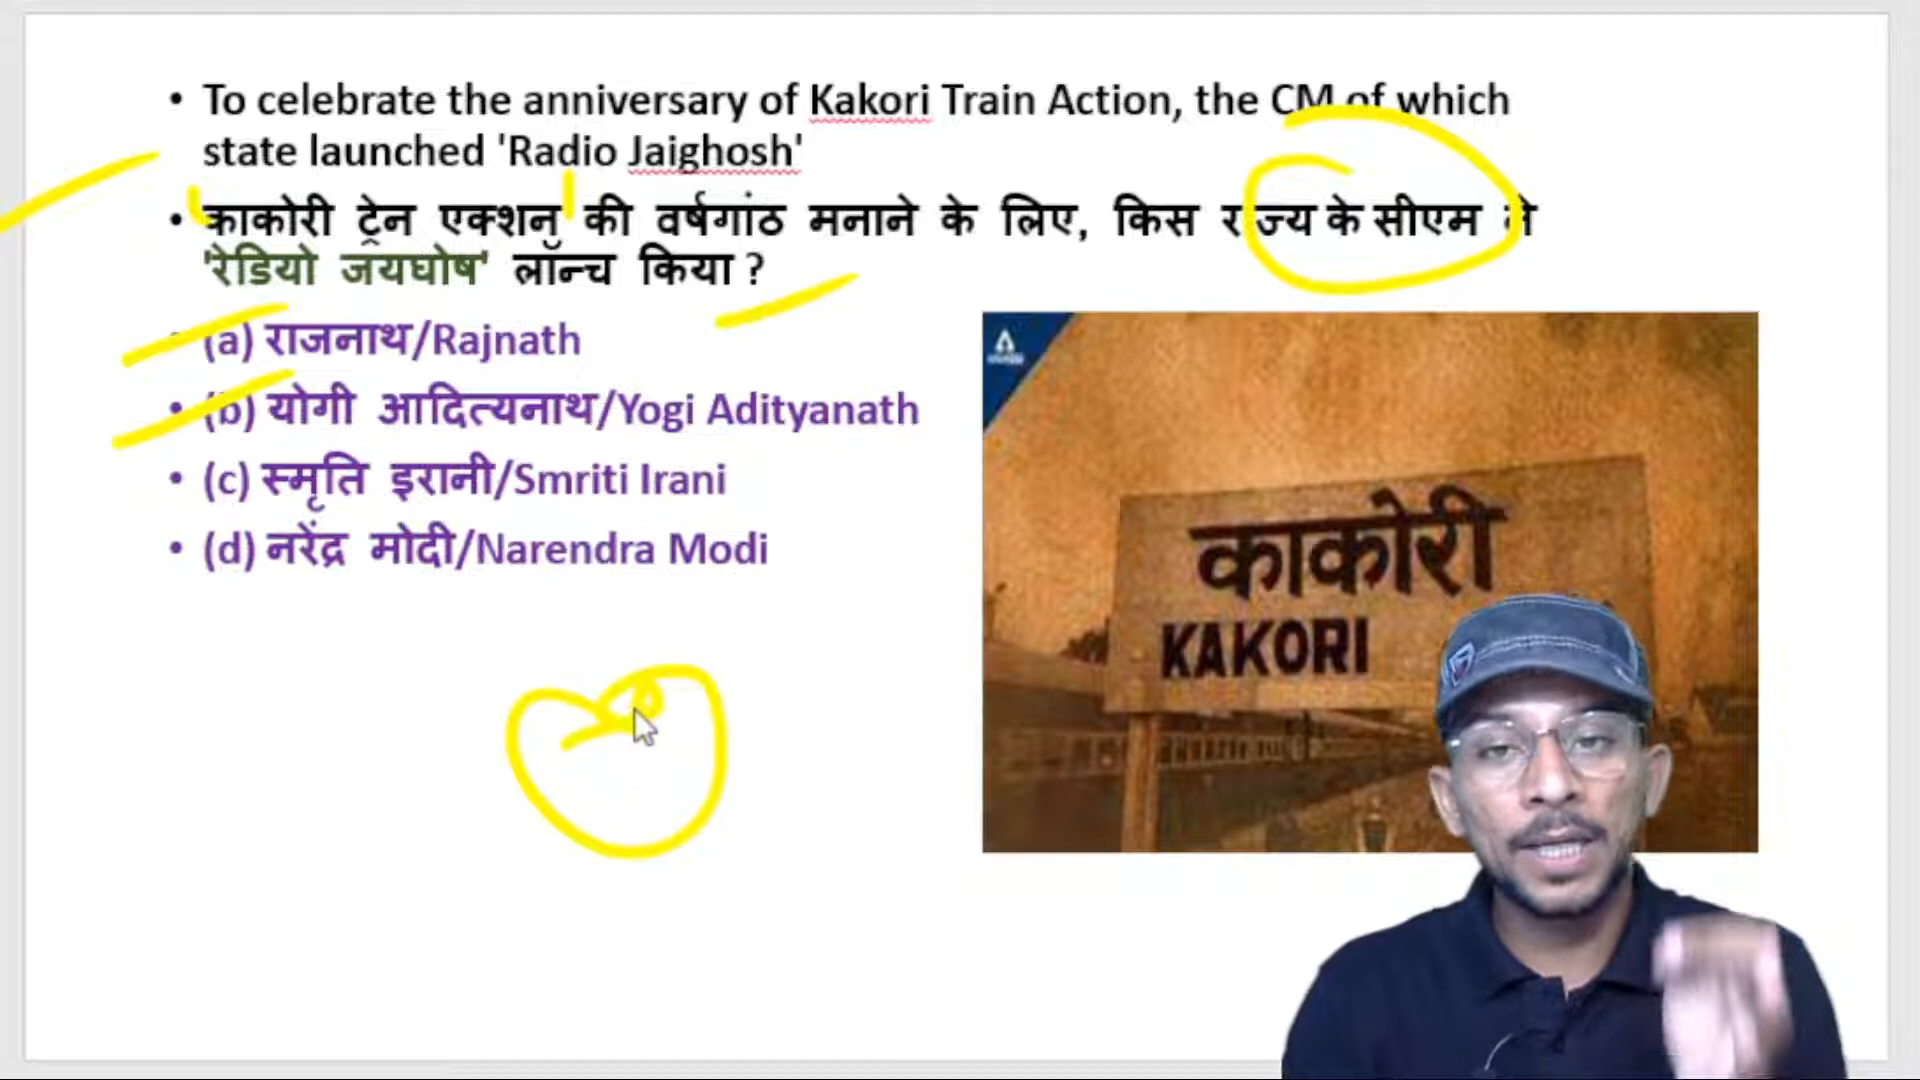 • To celebrate the anniversary of Kakori Train Action, the CM of which
state launched 'Radio Jaighosh'
• काकोरी ट्रेन एक्शन की वर्षगांठ मनाने के लिए, किस राज्य के सीएम ने
'रेडियो जयघोष' लॉन्च किया ?
• (a) राजनाथ/Rajnath
• (b) योगी आदित्यनाथ/Yogi Adityanath
• (c) स्मृति इरानी/Smriti Irani
• (d) नरेंद्र मोदी/Narendra Modi
काकोरी
KAKORI